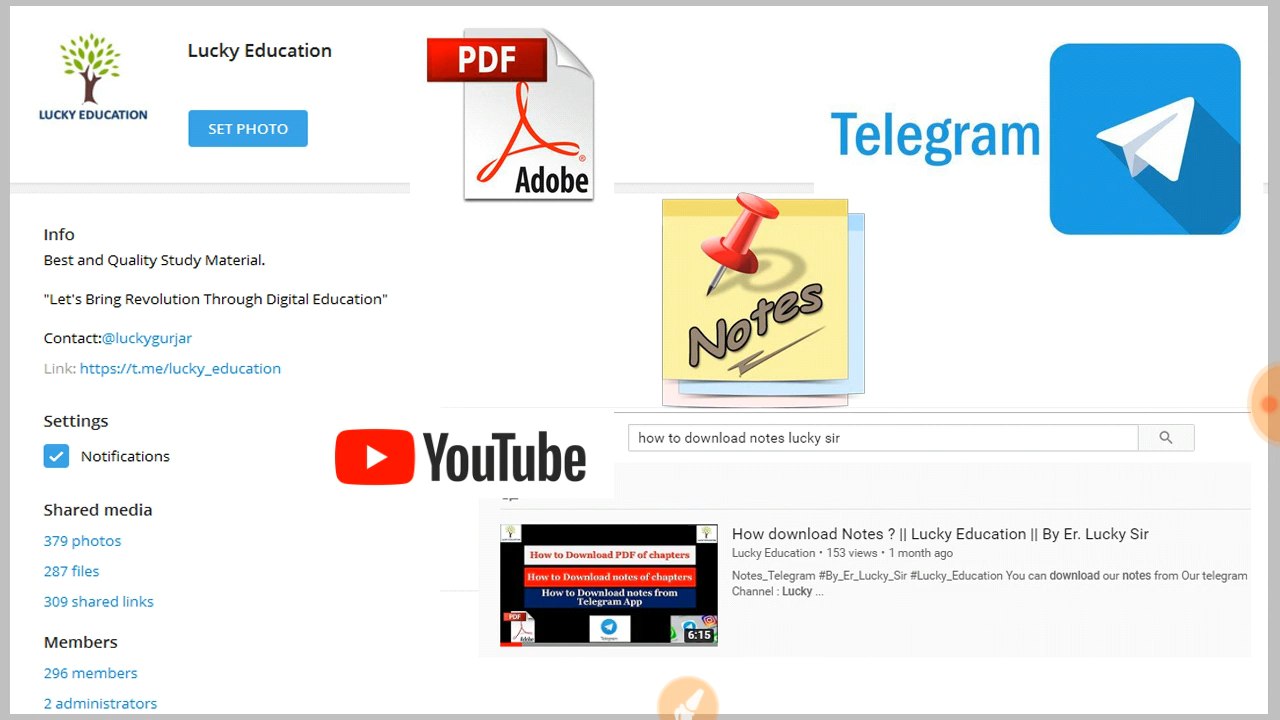 Lucky Education
LUCKY EDUCATION
SET PHOTO
PDF
Adobe
Telegram
Info
Best and Quality Study Material.
"Let's Bring Revolution Through Digital Education"
Contact:@luckygurjar
Link: https://t.me/lucky_education
Settings
Notifications
Shared media
379 photos
287 files
309 shared links
Members
296 members
2 administrators
Notes
YouTube
how to download notes lucky sir
How to Download PDF of chapters
How to Download notes of chapters
How to Download notes from
Telegram App
PDF
Adobe
Telegram
6:15
How download Notes ? || Lucky Education || By Er. Lucky Sir
Lucky Education • 153 views • 1 month ago
Notes_Telegram #By_Er_Lucky_Sir #Lucky_Education You can download our notes from Our telegram
Channel : Lucky ...